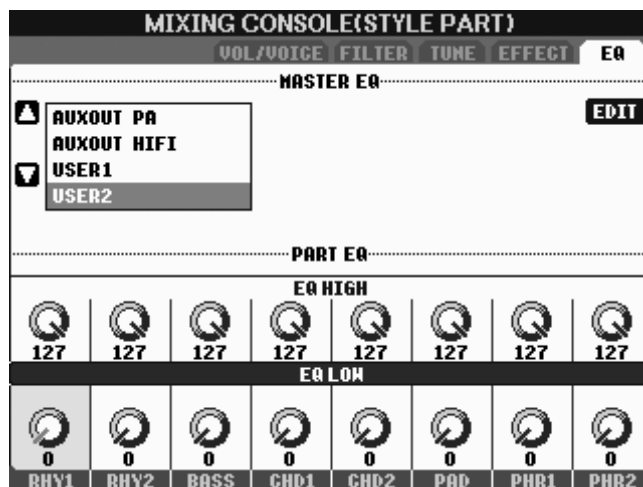 MIXING CONSOLE(STYLE PART)
VOL/VOICE FILTER TUNE EFFECT EQ
MASTER EQ
AUXOUT PA
EDIT
AUXOUT HIFI
USER1
USER2
PART EQ
EQ HIGH
127 127 127 127 127 127 127 127
EQ LOW
0 0 0 0 0 0 0 0
RHY1 RHY2 BASS CHD1 CHD2 PAD PHR1 PHR2